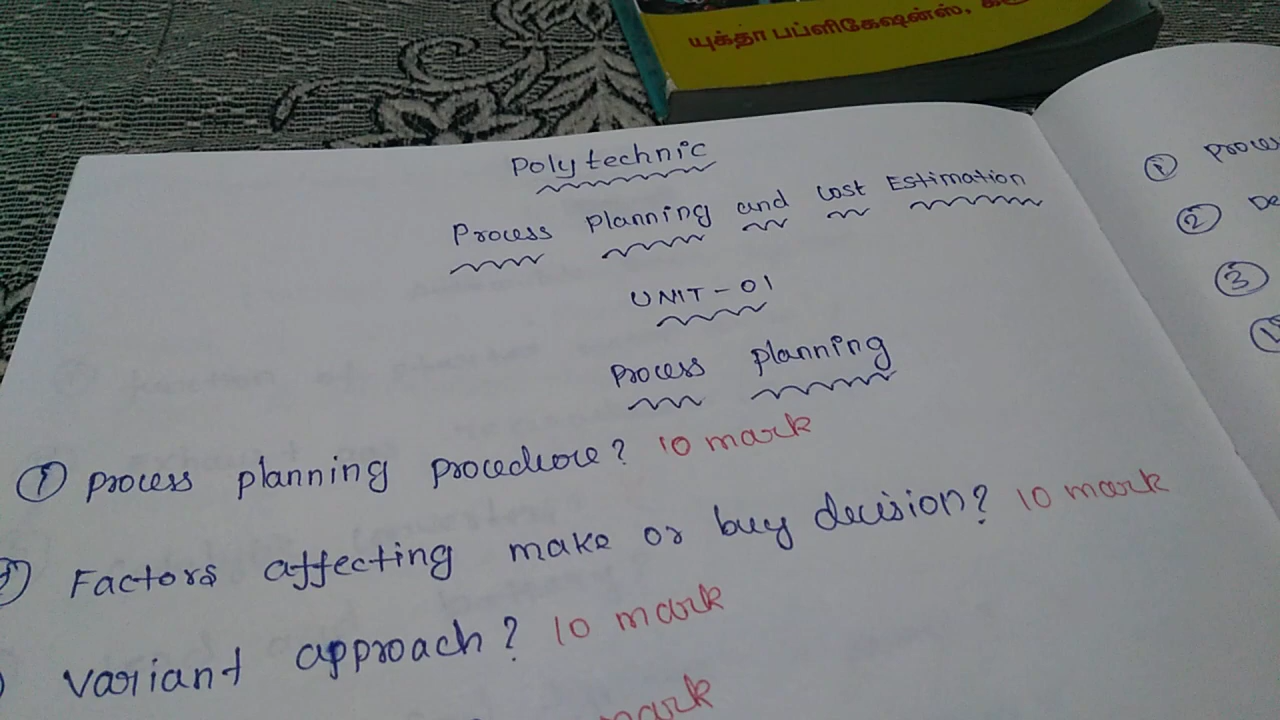 யுக்தா பப்ளிகேஷன்ஸ்,
Polytechnic
Process planning and Cost Estimation
UNIT-01
process planning
① process planning procedure? 10 mark
Factors affecting make or buy decision? 10 mark
variant approach? 10 mark
mark
①
②
③